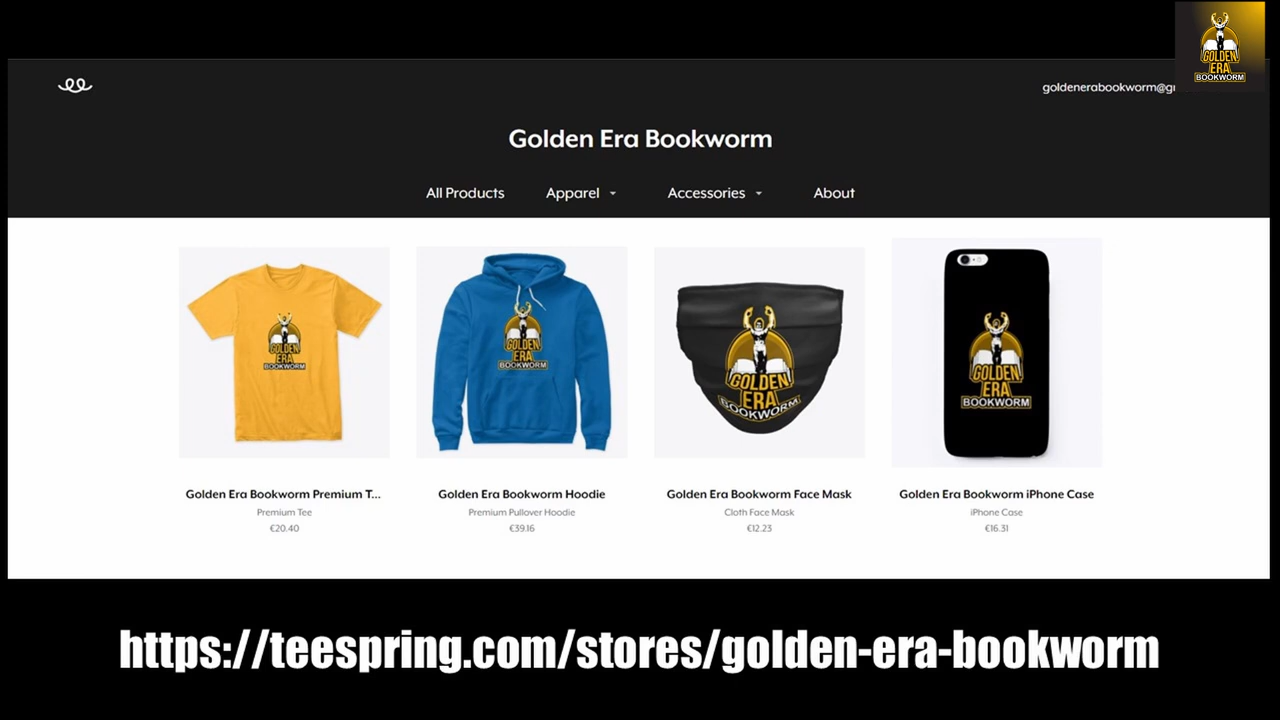 GOLDEN
ERA
BOOKWORM
goldenerabookworm@g
Golden Era Bookworm
All Products Apparel Accessories About
GOLDEN
ERA
BOOKWORM
GOLDEN
ERA
BOOKWORM
GOLDEN
ERA
BOOKWORM
GOLDEN
ERA
BOOKWORM
Golden Era Bookworm Premium T...
Premium Tee
€20.40
Golden Era Bookworm Hoodie
Premium Pullover Hoodie
€39.16
Golden Era Bookworm Face Mask
Cloth Face Mask
€12.23
Golden Era Bookworm iPhone Case
iPhone Case
€16.31
https://teespring.com/stores/golden-era-bookworm